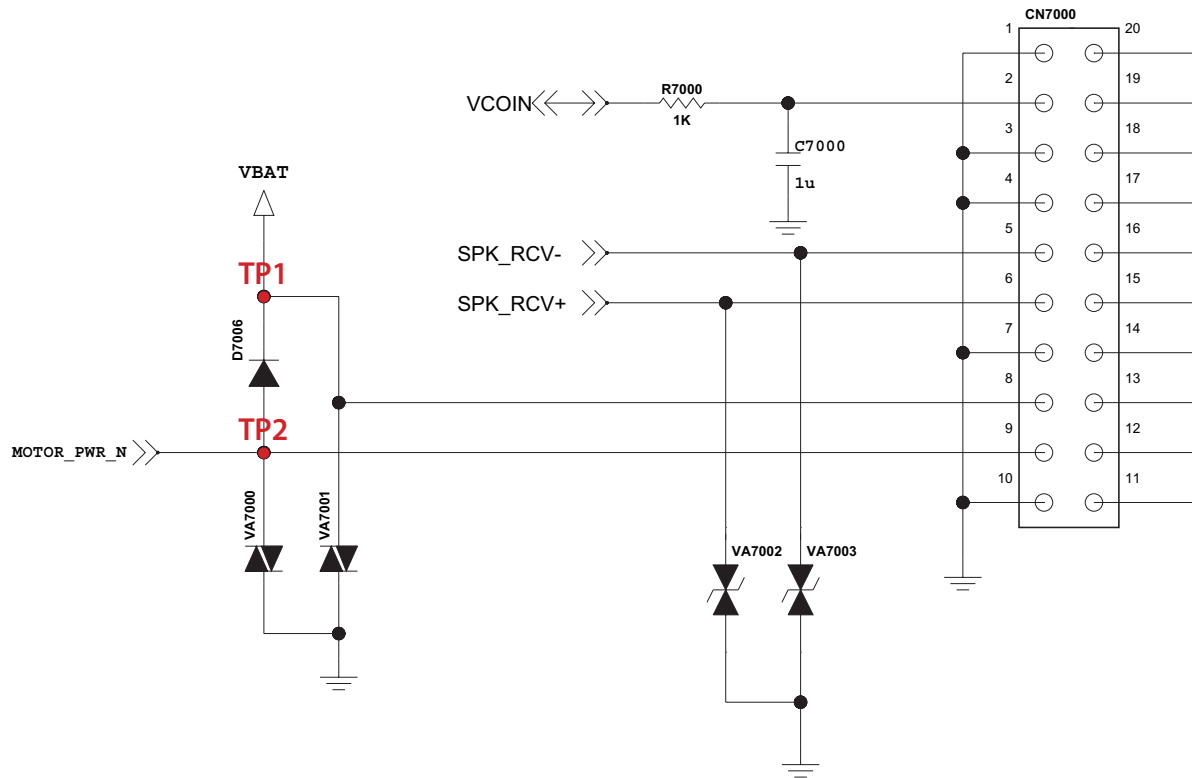 CN7000
1 20
R7000
2 19
VCOIN
1K
3 18
C7000
VBAT
4 17
1u
5 16
SPK_RCV-
TP1
6 15
SPK_RCV+
D7006
7 14
8 13
TP2
9 12
MOTOR_PWR_N
10 11
VA7000
VA7001
VA7002 VA7003